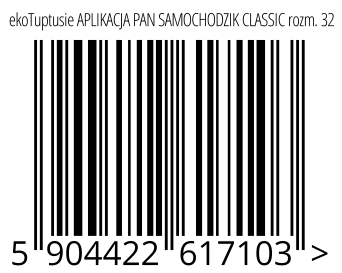 ekoTuptusie APLIKACJA PAN SAMOCHODZIK CLASSIC rozm. 32
5 904422 617103 >